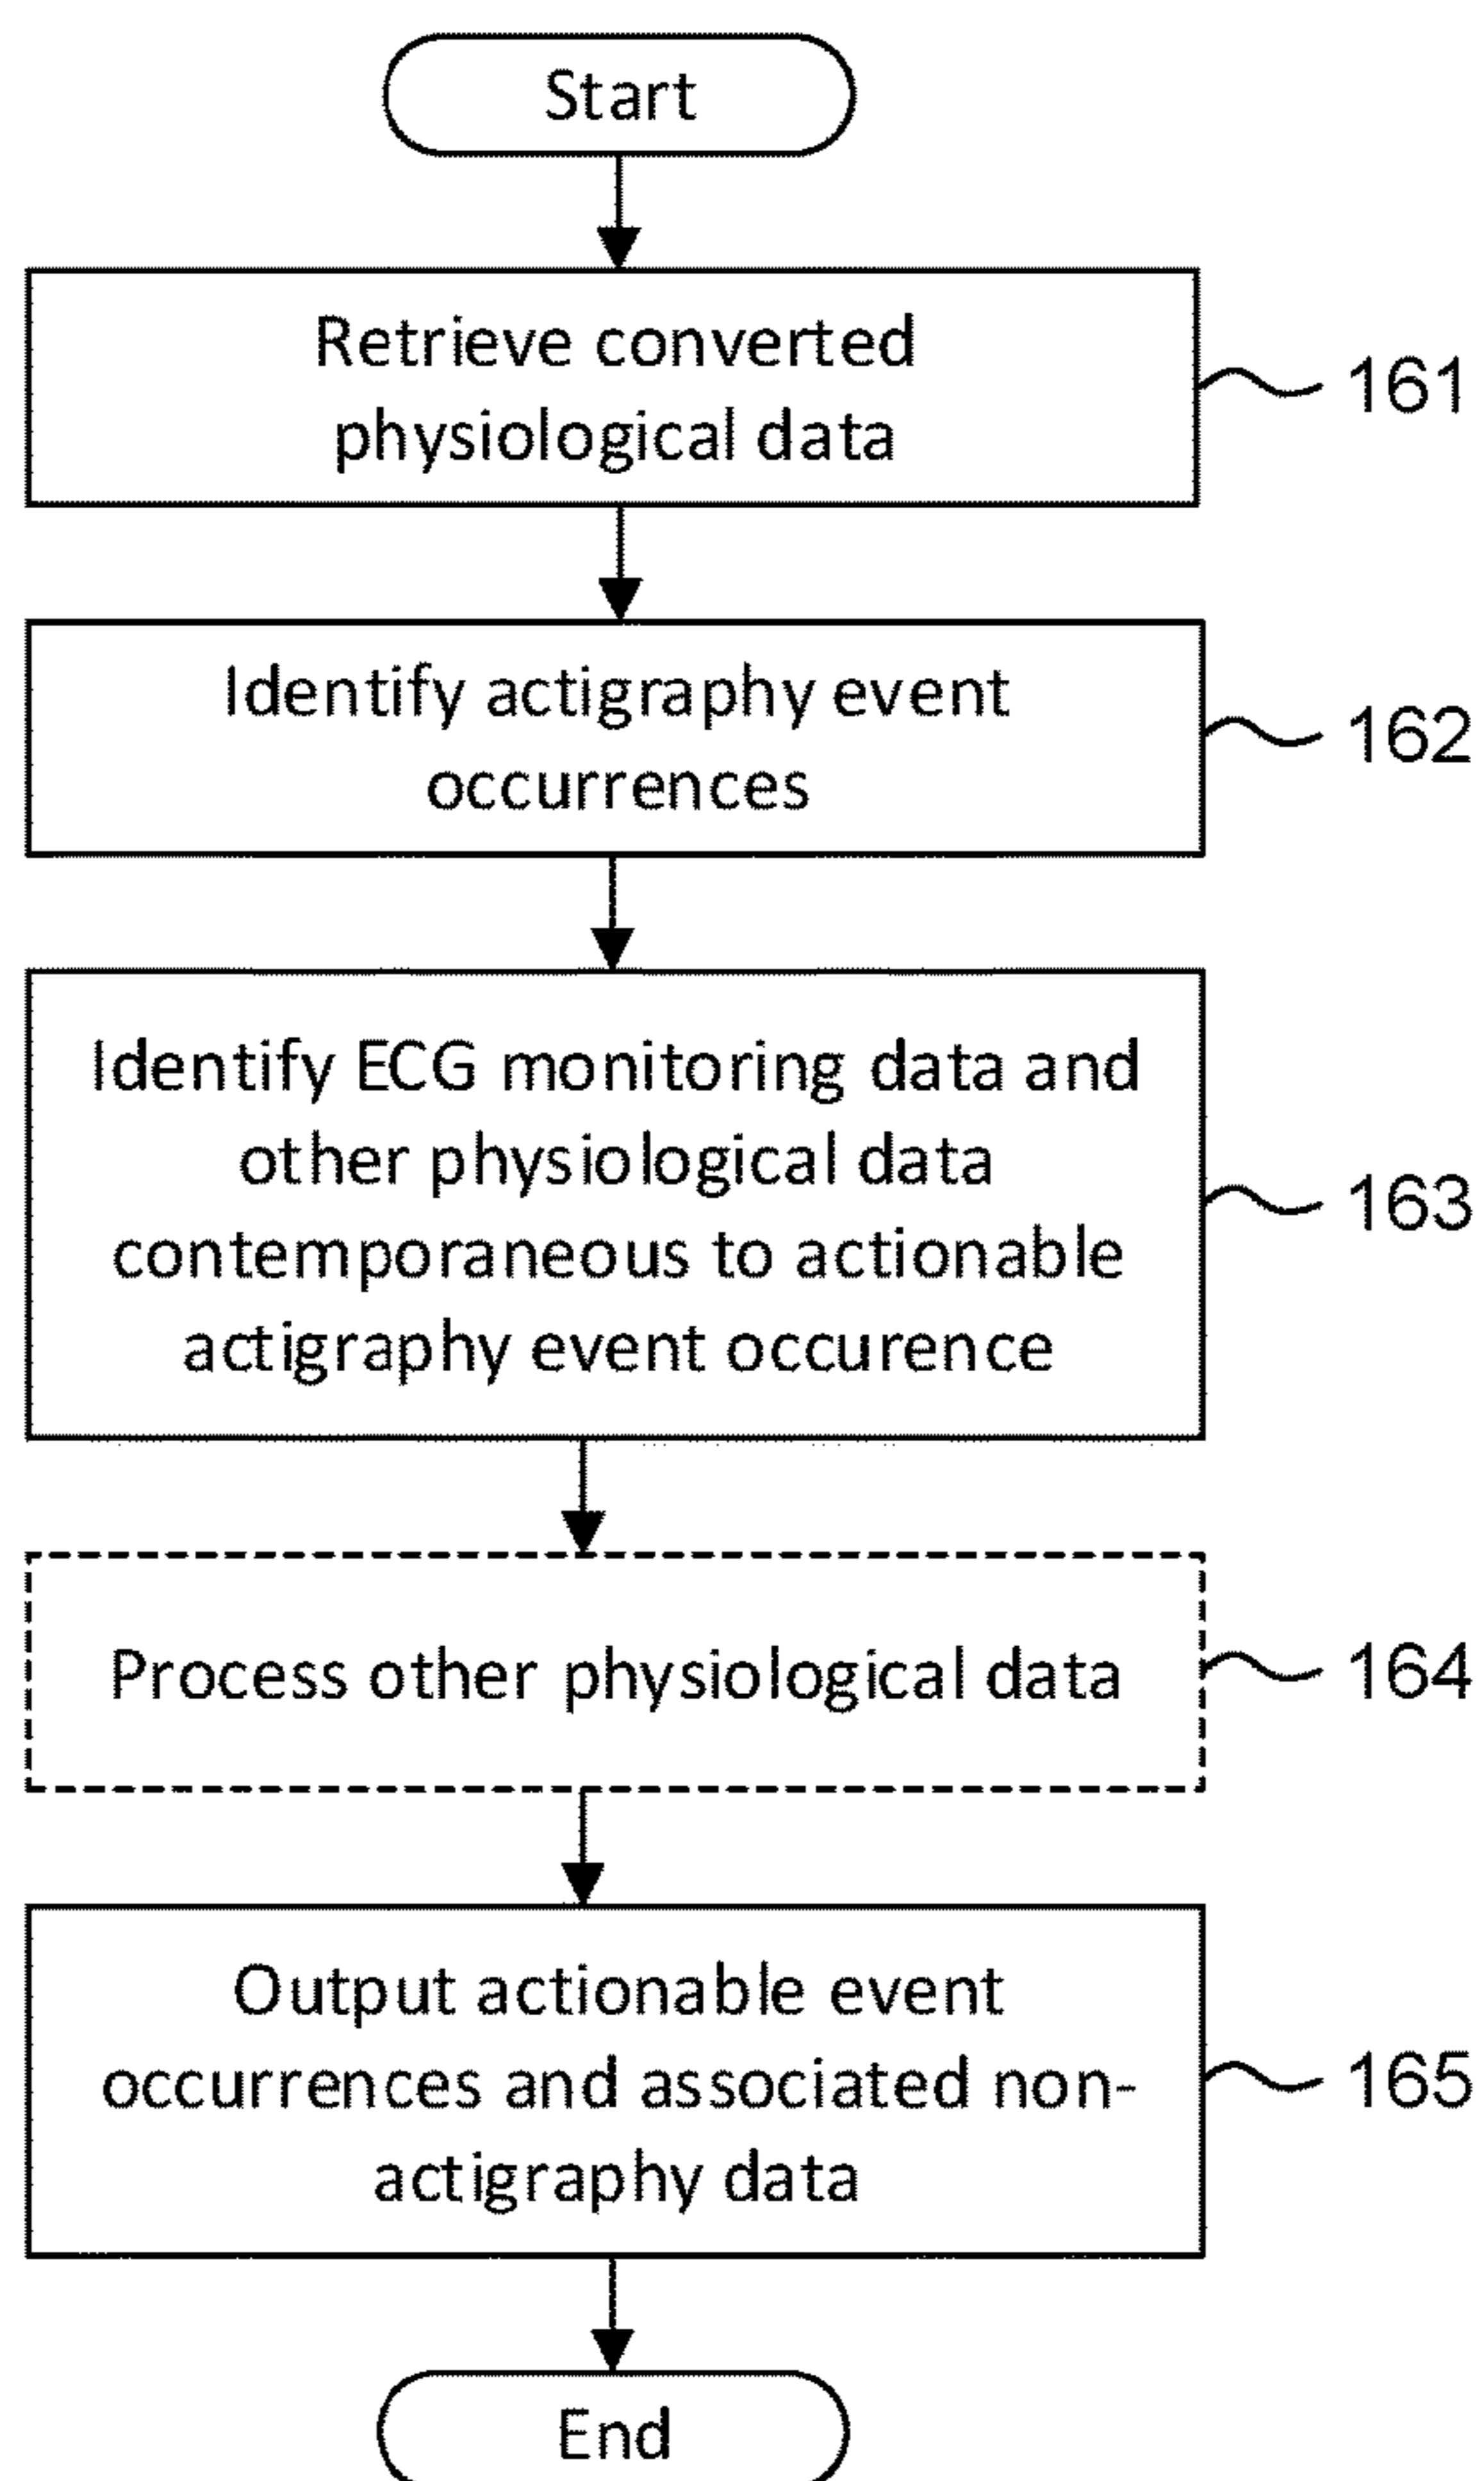 Start
Retrieve converted
physiological data
161
Identify actigraphy event
occurrences
162
Identify ECG monitoring data and
other physiological data
contemporaneous to actionable
actigraphy event occurence
163
Process other physiological data
164
Output actionable event
occurrences and associated non-
actigraphy data
165
End